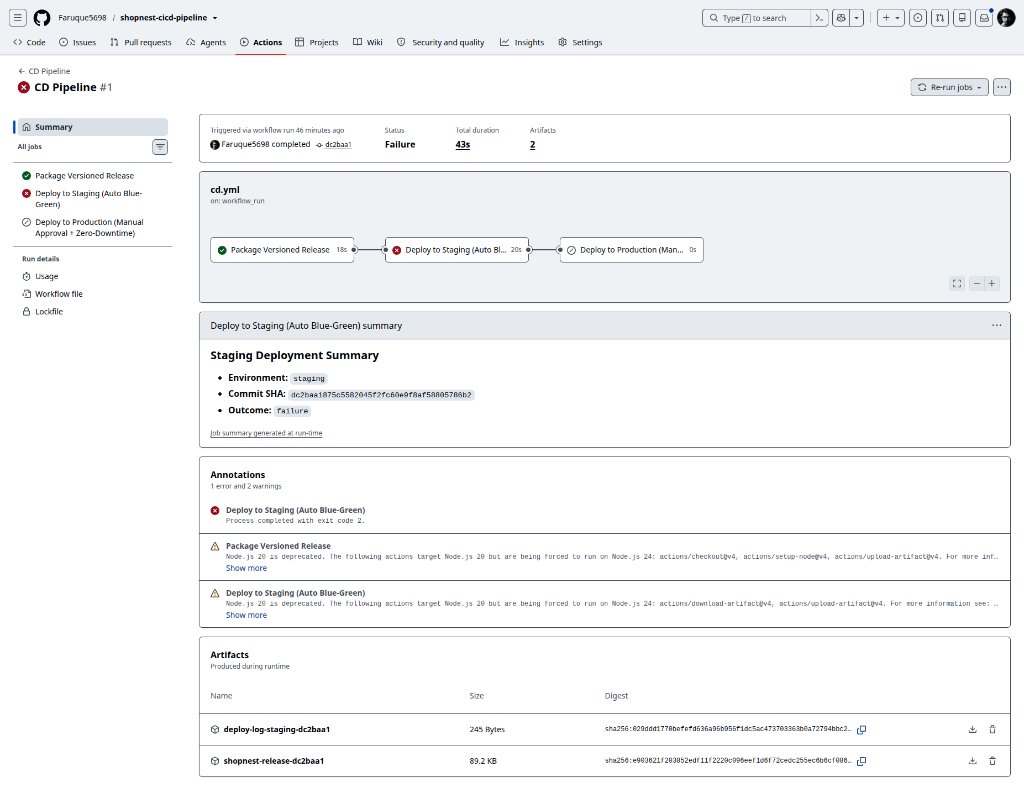 Faruque5698 / shopnest-cicd-pipeline
Type / to search
Code
Issues
Pull requests
Agents
Actions
Projects
Wiki
Security and quality
Insights
Settings
CD Pipeline
CD Pipeline #1
Re-run jobs
Summary
All jobs
Package Versioned Release
Deploy to Staging (Auto Blue-
Green)
Deploy to Production (Manual
Approval + Zero-Downtime)
Run details
Usage
Workflow file
Lockfile
Triggered via workflow run 46 minutes ago
Faruque5698 completed dc2baa1
Status
Failure
Total duration
43s
Artifacts
2
cd.yml
on: workflow_run
Package Versioned Release 18s
Deploy to Staging (Auto Bl... 20s
Deploy to Production (Man... 0s
Deploy to Staging (Auto Blue-Green) summary
Staging Deployment Summary
Environment: staging
Commit SHA: dc2baa1875c5582045f2fc60e9f8af58805786b2
Outcome: failure
Job summary generated at run-time
Annotations
1 error and 2 warnings
Deploy to Staging (Auto Blue-Green)
Process completed with exit code 2.
Package Versioned Release
Node.js 20 is deprecated. The following actions target Node.js 20 but are being forced to run on Node.js 24: actions/checkout@v4, actions/setup-node@v4, actions/upload-artifact@v4. For more inf…
Show more
Deploy to Staging (Auto Blue-Green)
Node.js 20 is deprecated. The following actions target Node.js 20 but are being forced to run on Node.js 24: actions/download-artifact@v4, actions/upload-artifact@v4. For more information see: …
Show more
Artifacts
Produced during runtime
Name Size Digest
deploy-log-staging-dc2baa1 245 Bytes sha256:029ddd1770befefd636a96b956f1dc5ac473703363b0a72794bbc2…
shopnest-release-dc2baa1 89.2 KB sha256:e903621f203852edf11f2220c096eef1d6f72cedc255ec6b6cf086…